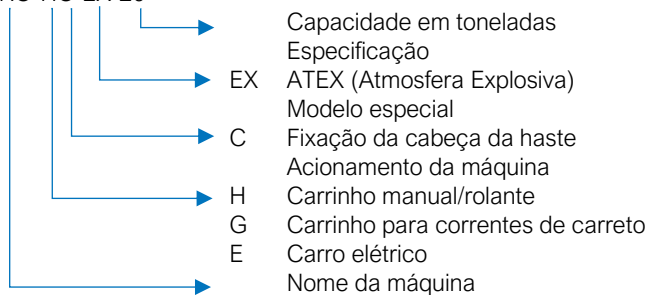 Capacidade em toneladas
Especificação
EX ATEX (Atmosfera Explosiva)
Modelo especial
C Fixação da cabeça da haste
Acionamento da máquina
H Carrinho manual/rolante
G Carrinho para correntes de carreto
E Carro elétrico
Nome da máquina